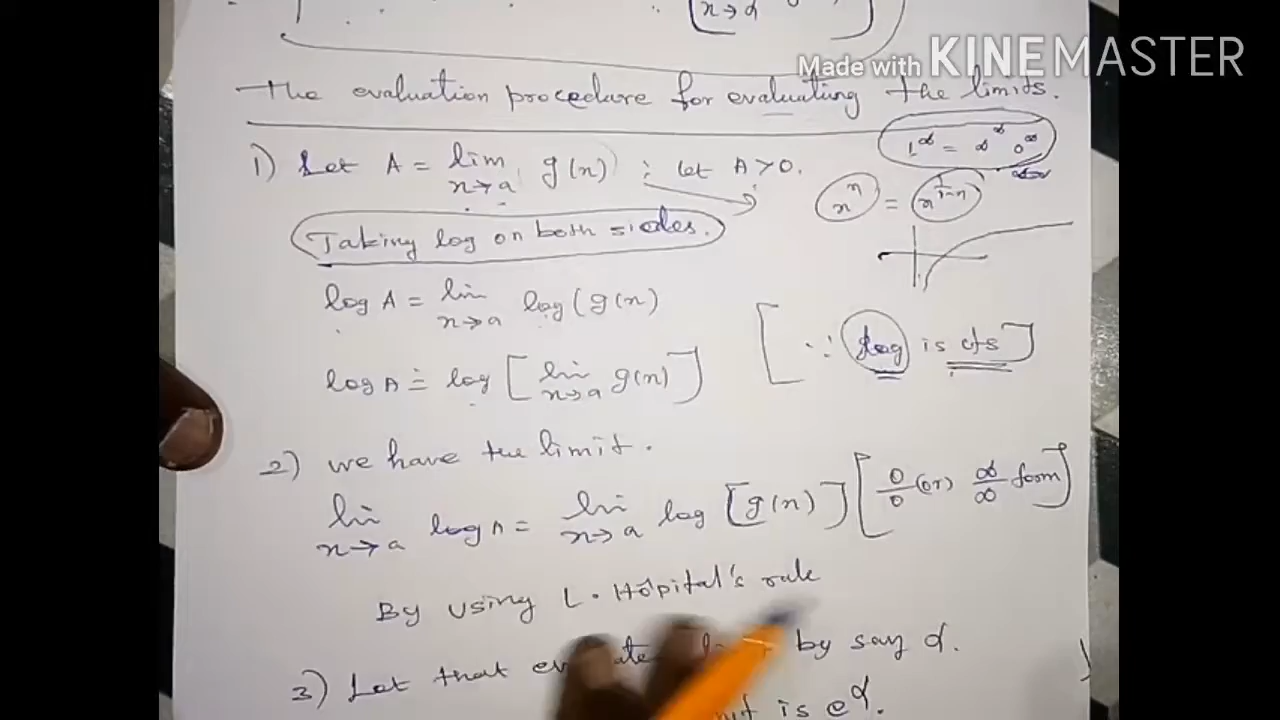 x→a
Made with KINEMASTER
The evaluation procedure for evaluating the limits.
1) Let A = lim x→a g(x) ; let A>0.
1^∞ = ∞^∞ 0^∞
x^x = x^(1/(1-x))
Taking log on both siedes.
log A = lim x→a log(g(x)
log A = log [ lim x→a g(x) ] [ ∵ log is cts ]
2) we have the limit.
lim x→a log A = lim x→a log [g(x)] [ 0/0 (or) ∞/∞ form ]
By using L.Hôpital's rule
3) Let that by say α.
is e^α.